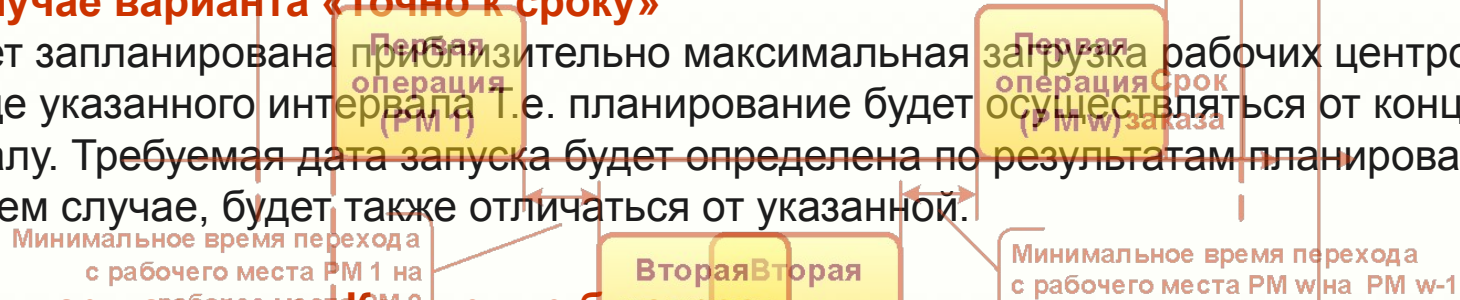 лучае варианта «Точно к сроку»
ет запланирована приблизительно максимальная загрузка рабочих центро
це указанного интервала Т.е. планирование будет осуществляться от конц
алу. Требуемая дата запуска будет определена по результатам планирова
ем случае, будет также отличаться от указанной.
Первая
операция
(РМ 1)
Первая
операция
(РМ w)
Срок
заказа
Минимальное время перехода
с рабочего места РМ 1 на
Вторая
Вторая
Минимальное время перехода
с рабочего места РМ w на РМ w-1